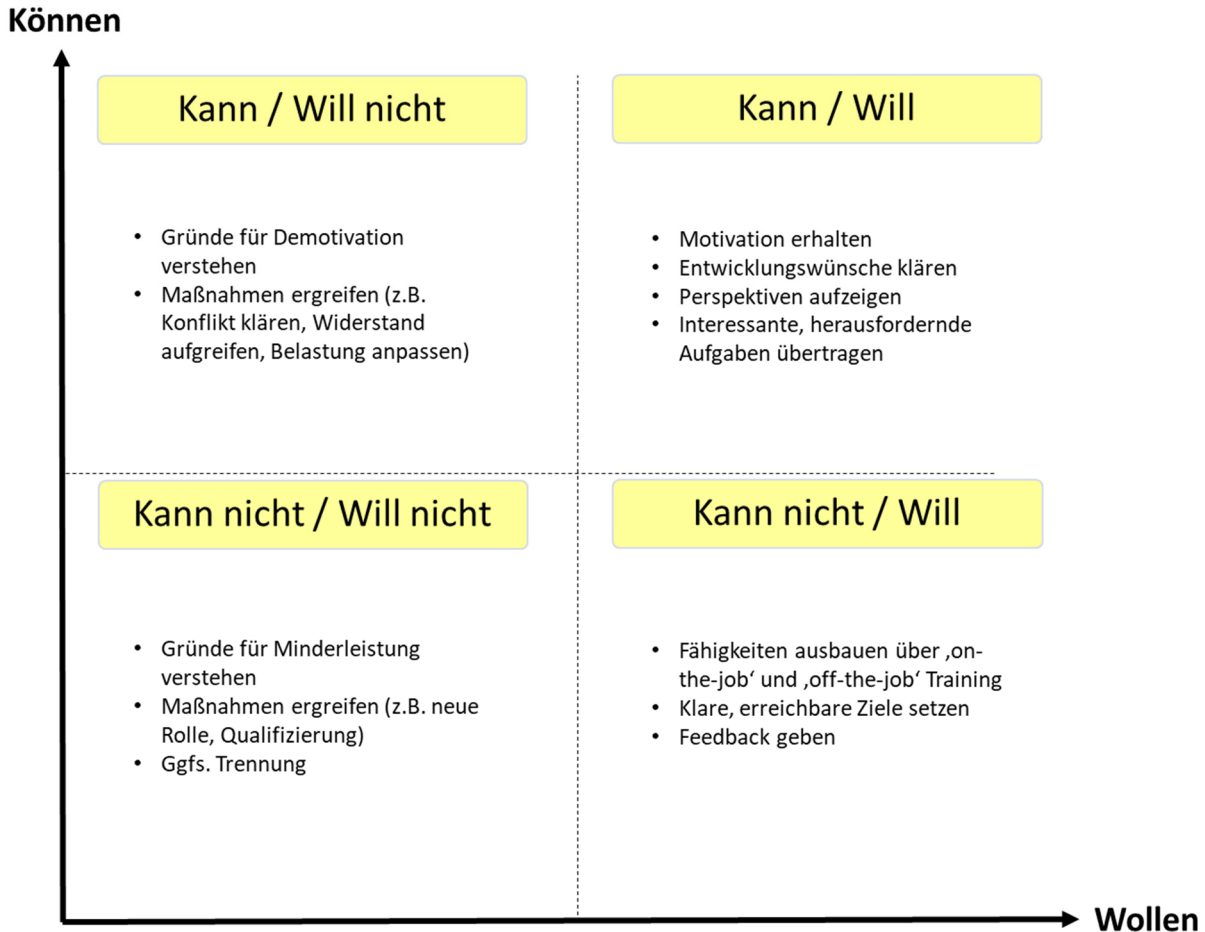 Können
Kann / Will nicht
• Gründe für Demotivation
verstehen
• Maßnahmen ergreifen (z.B.
Konflikt klären, Widerstand
aufgreifen, Belastung anpassen)
Kann / Will
• Motivation erhalten
• Entwicklungswünsche klären
• Perspektiven aufzeigen
• Interessante, herausfordernde
Aufgaben übertragen
Kann nicht / Will nicht
• Gründe für Minderleistung
verstehen
• Maßnahmen ergreifen (z.B. neue
Rolle, Qualifizierung)
• Ggfs. Trennung
Kann nicht / Will
• Fähigkeiten ausbauen über ‚on-
the-job‘ und ‚off-the-job‘ Training
• Klare, erreichbare Ziele setzen
• Feedback geben
Wollen